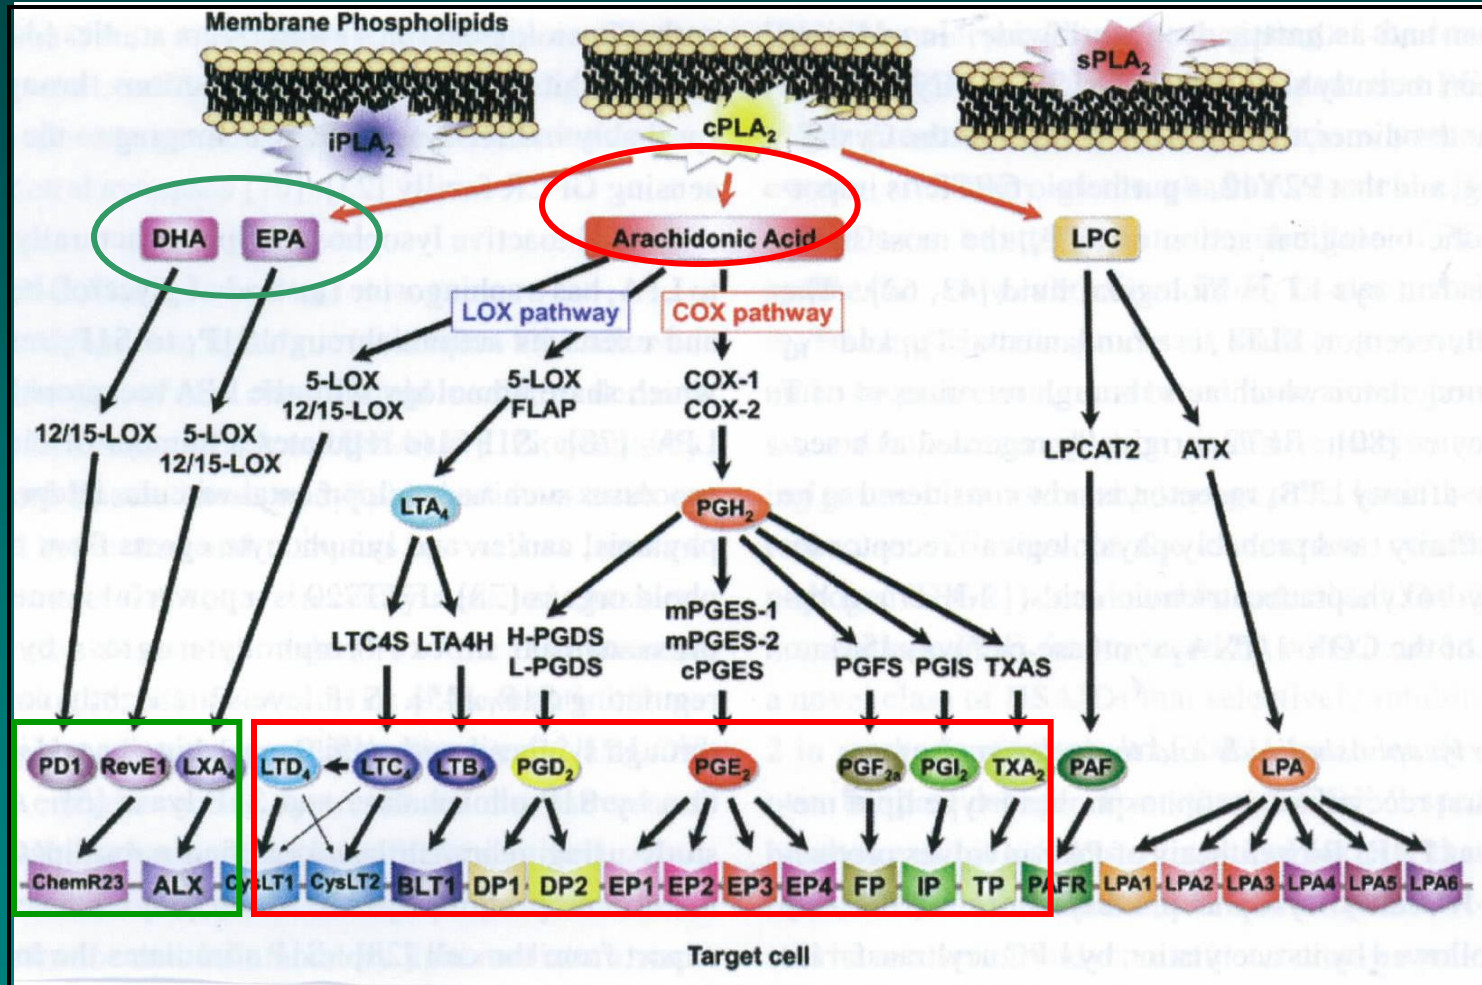 Membrane Phospholipids
iPLA₂
cPLA₂
sPLA₂
DHA
EPA
Arachidonic Acid
LPC
LOX pathway
COX pathway
12/15-LOX
5-LOX
12/15-LOX
5-LOX
12/15-LOX
5-LOX
FLAP
COX-1
COX-2
LPCAT2
ATX
LTA₄
PGH₂
LTC4S
LTA4H
H-PGDS
L-PGDS
mPGES-1
mPGES-2
cPGES
PGFS
PGIS
TXAS
PD1
RevE1
LXA₄
LTD₄
LTC₄
LTB₄
PGD₂
PGE₂
PGF₂ₐ
PGI₂
TXA₂
PAF
LPA
ChemR23
ALX
CysLT1
CysLT2
BLT1
DP1
DP2
EP1
EP2
EP3
EP4
FP
IP
TP
PAFR
LPA1
LPA2
LPA3
LPA4
LPA5
LPA6
Target cell